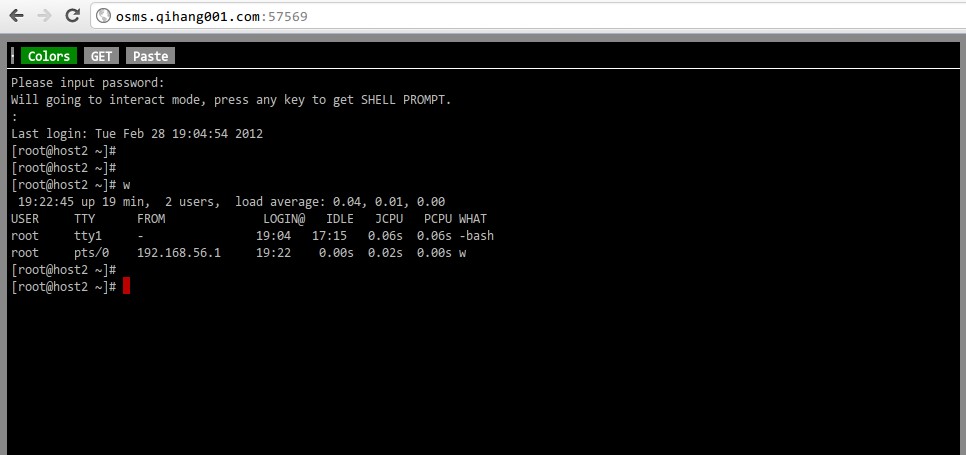 osms.qihang001.com:57569
Colors GET Paste
Please input password:
Will going to interact mode, press any key to get SHELL PROMPT.
:
Last login: Tue Feb 28 19:04:54 2012
[root@host2 ~]#
[root@host2 ~]#
[root@host2 ~]# w
 19:22:45 up 19 min,  2 users,  load average: 0.04, 0.01, 0.00
USER     TTY      FROM              LOGIN@   IDLE   JCPU   PCPU WHAT
root     tty1     -                19:04   17:15   0.06s  0.06s -bash
root     pts/0    192.168.56.1     19:22    0.00s  0.02s  0.00s w
[root@host2 ~]#
[root@host2 ~]#